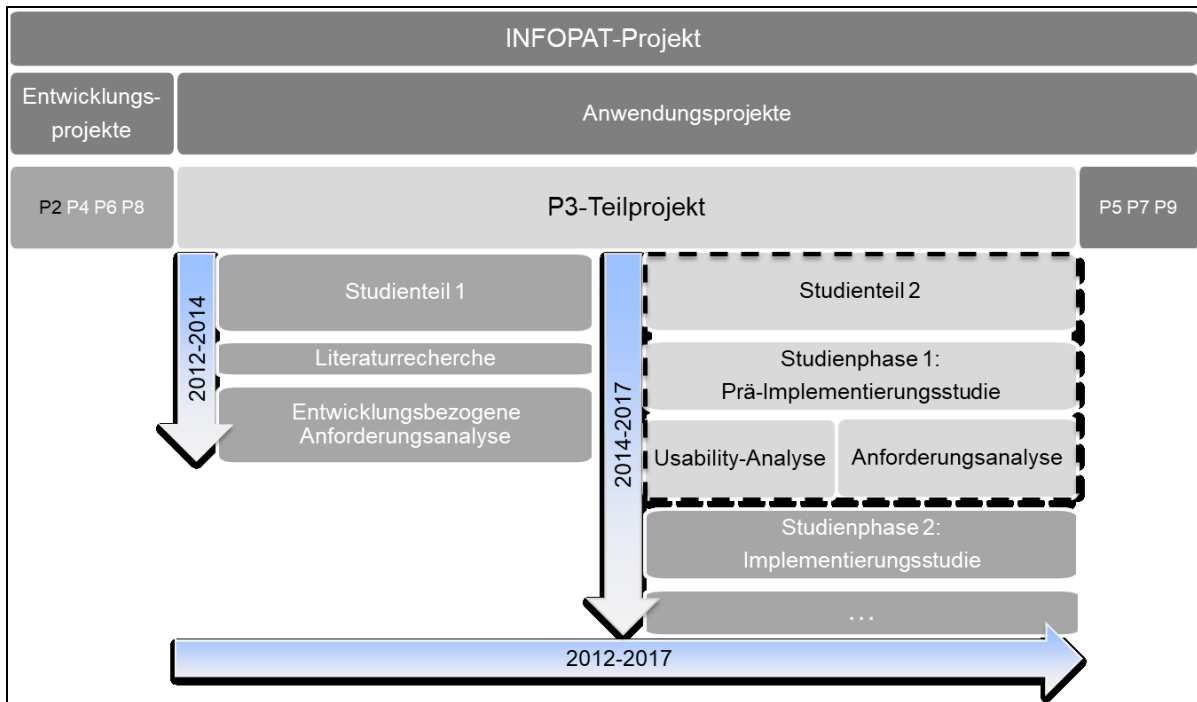 INFOPAT-Projekt
Entwicklungs-
projekte
Anwendungsprojekte
P2 P4 P6 P8
P3-Teilprojekt
P5 P7 P9
2012-2014
Studienteil 1
Literaturrecherche
Entwicklungsbezogene
Anforderungsanalyse
2014-2017
Studienteil 2
Studienphase 1:
Prä-Implementierungsstudie
Usability-Analyse
Anforderungsanalyse
Studienphase 2:
Implementierungsstudie
...
2012-2017